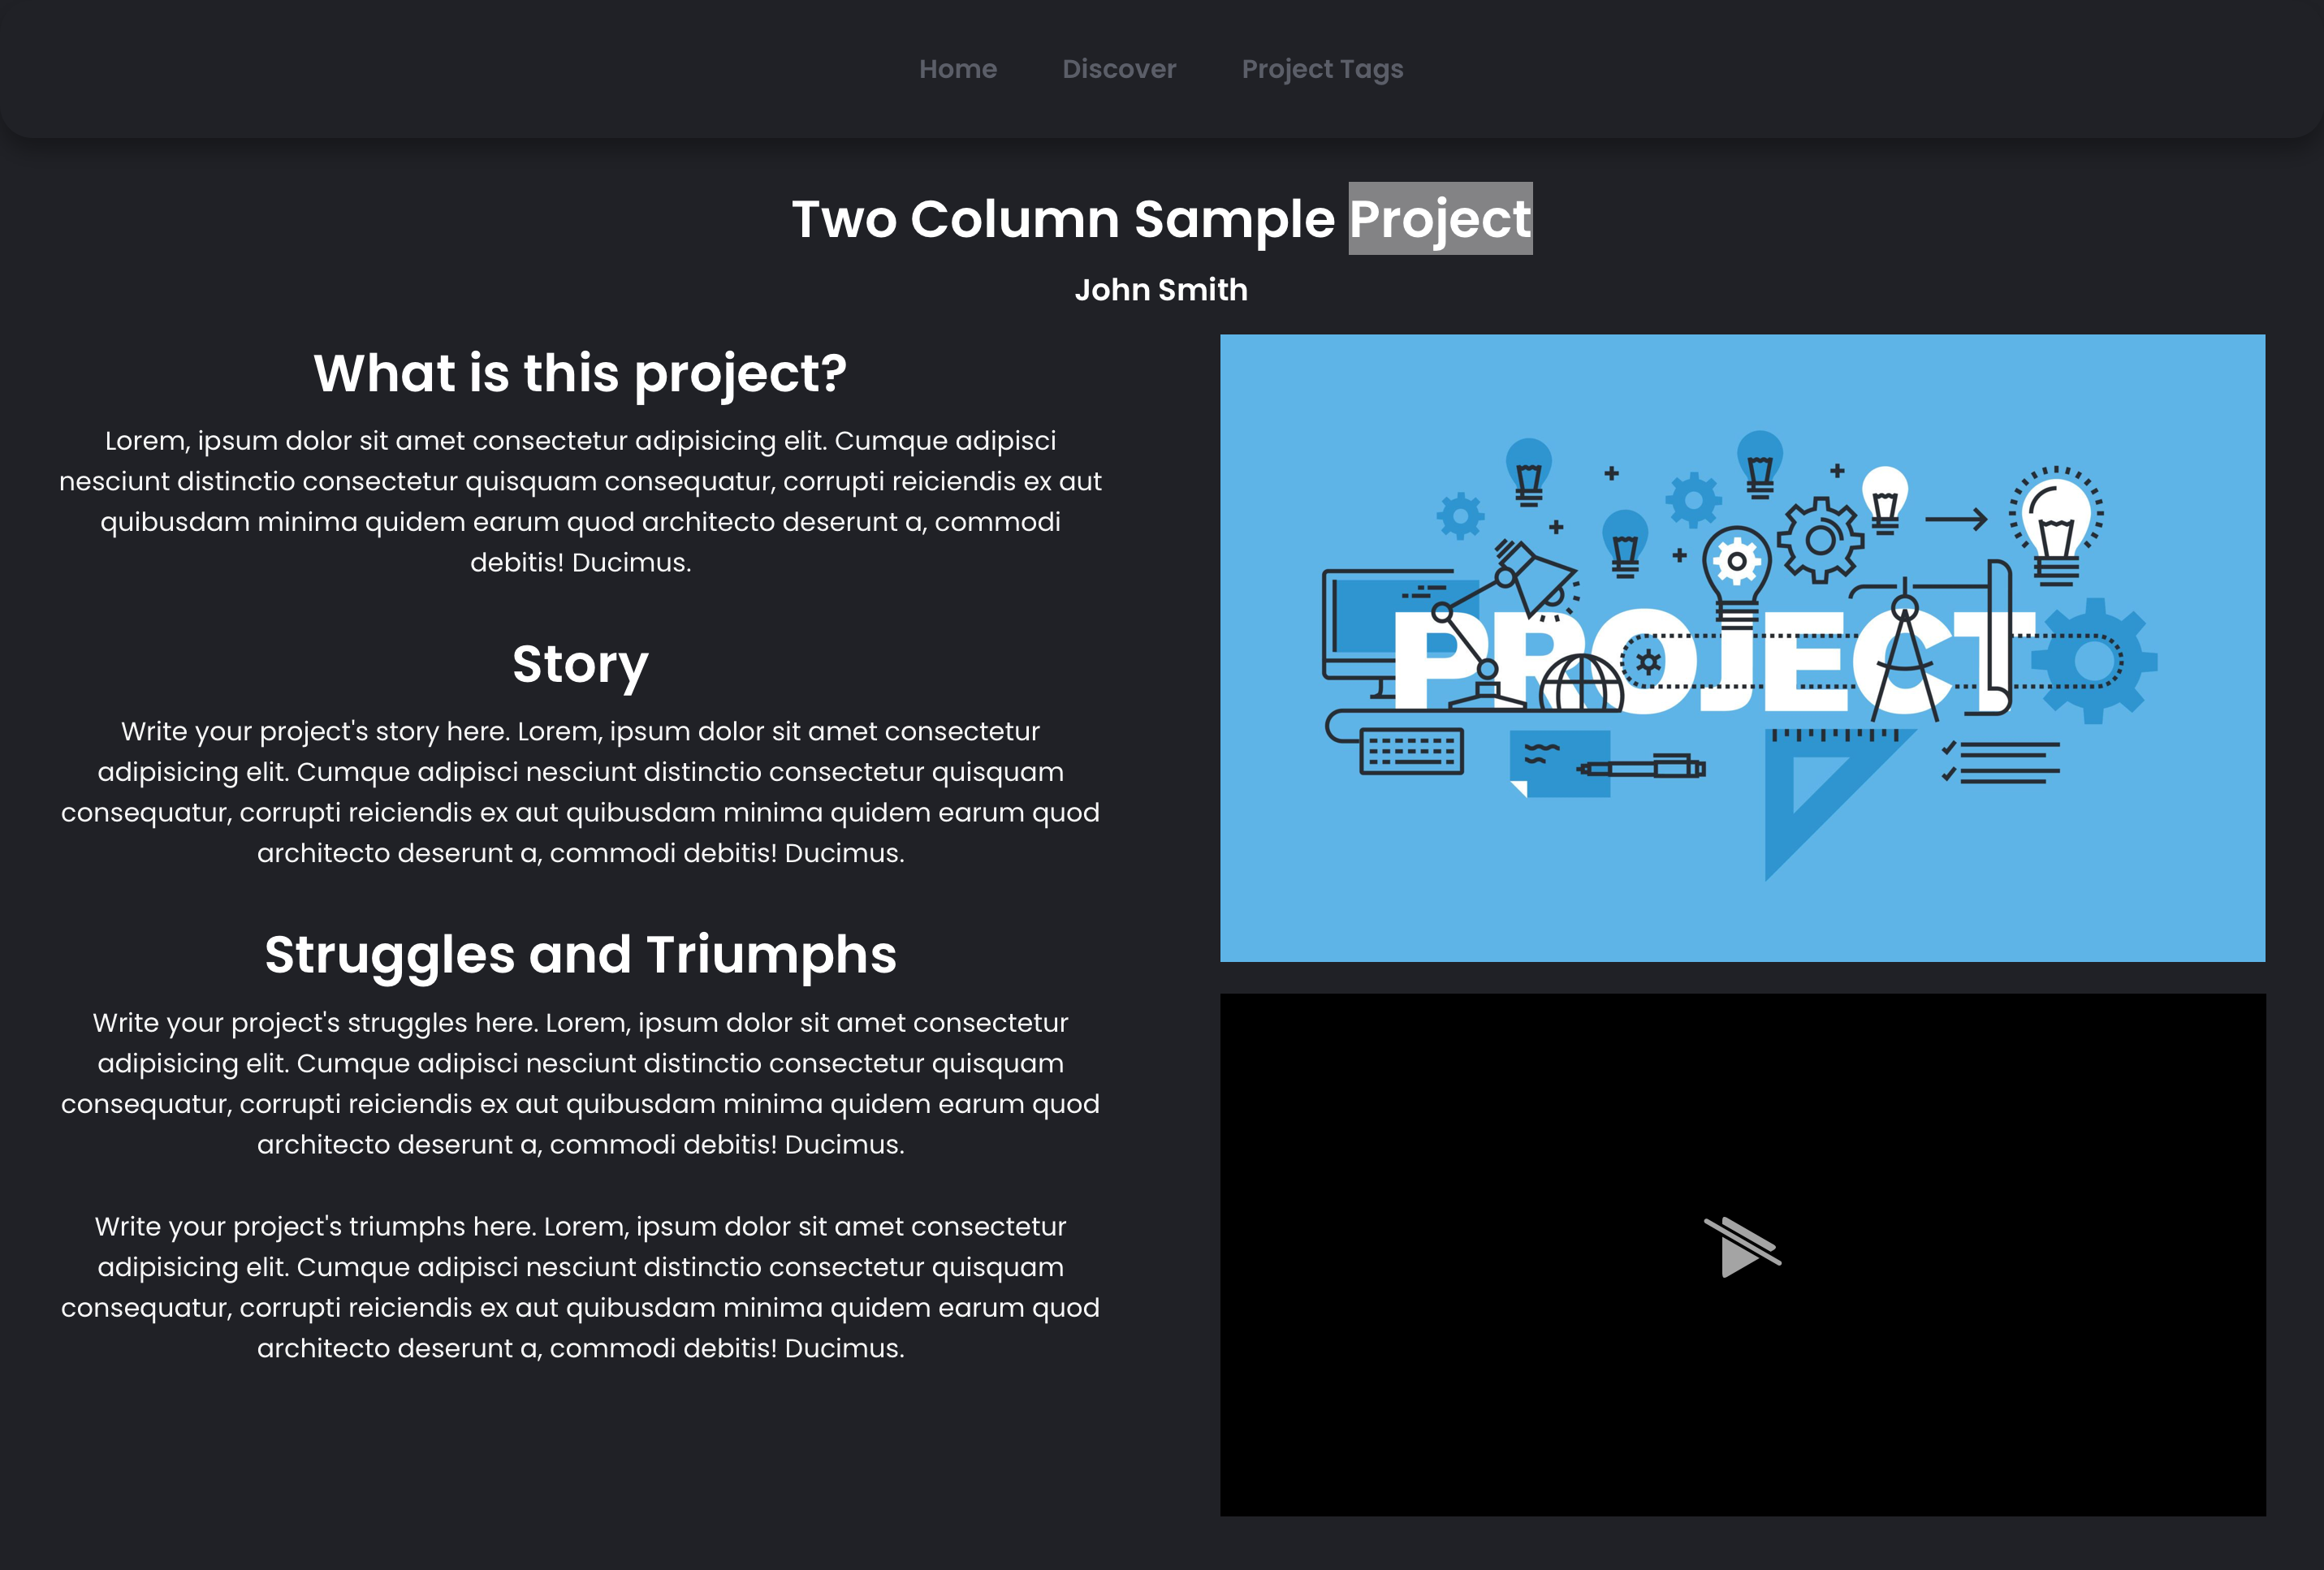 Home Discover Project Tags
Two Column Sample Project
John Smith
What is this project?
Lorem, ipsum dolor sit amet consectetur adipisicing elit. Cumque adipisci
nesciunt distinctio consectetur quisquam consequatur, corrupti reiciendis ex aut
quibusdam minima quidem earum quod architecto deserunt a, commodi
debitis! Ducimus.
Story
Write your project's story here. Lorem, ipsum dolor sit amet consectetur
adipisicing elit. Cumque adipisci nesciunt distinctio consectetur quisquam
consequatur, corrupti reiciendis ex aut quibusdam minima quidem earum quod
architecto deserunt a, commodi debitis! Ducimus.
Struggles and Triumphs
Write your project's struggles here. Lorem, ipsum dolor sit amet consectetur
adipisicing elit. Cumque adipisci nesciunt distinctio consectetur quisquam
consequatur, corrupti reiciendis ex aut quibusdam minima quidem earum quod
architecto deserunt a, commodi debitis! Ducimus.
Write your project's triumphs here. Lorem, ipsum dolor sit amet consectetur
adipisicing elit. Cumque adipisci nesciunt distinctio consectetur quisquam
consequatur, corrupti reiciendis ex aut quibusdam minima quidem earum quod
architecto deserunt a, commodi debitis! Ducimus.
PROJECT